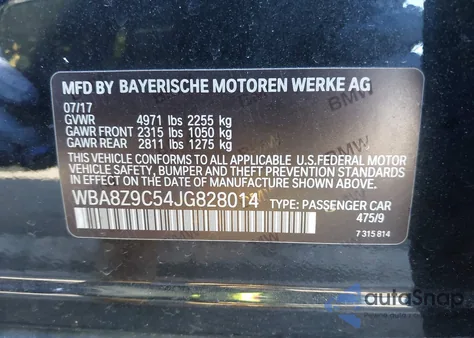 MFD BY BAYERISCHE MOTOREN WERKE AG
07/17
GVWR 4971 lbs 2255 kg
GAWR FRONT 2315 lbs 1050 kg
GAWR REAR 2811 lbs 1275 kg
THIS VEHICLE CONFORMS TO ALL APPLICABLE U.S.FEDERAL MOTOR
VEHICLE SAFETY, BUMPER AND THEFT PREVENTION STANDARDS
IN EFFECT ON THE DATE OF MANUFACTURE SHOWN ABOVE.
WBA8Z9C54JG828014 TYPE: PASSENGER CAR
475/9
7 315 814
BMW
autaSnap